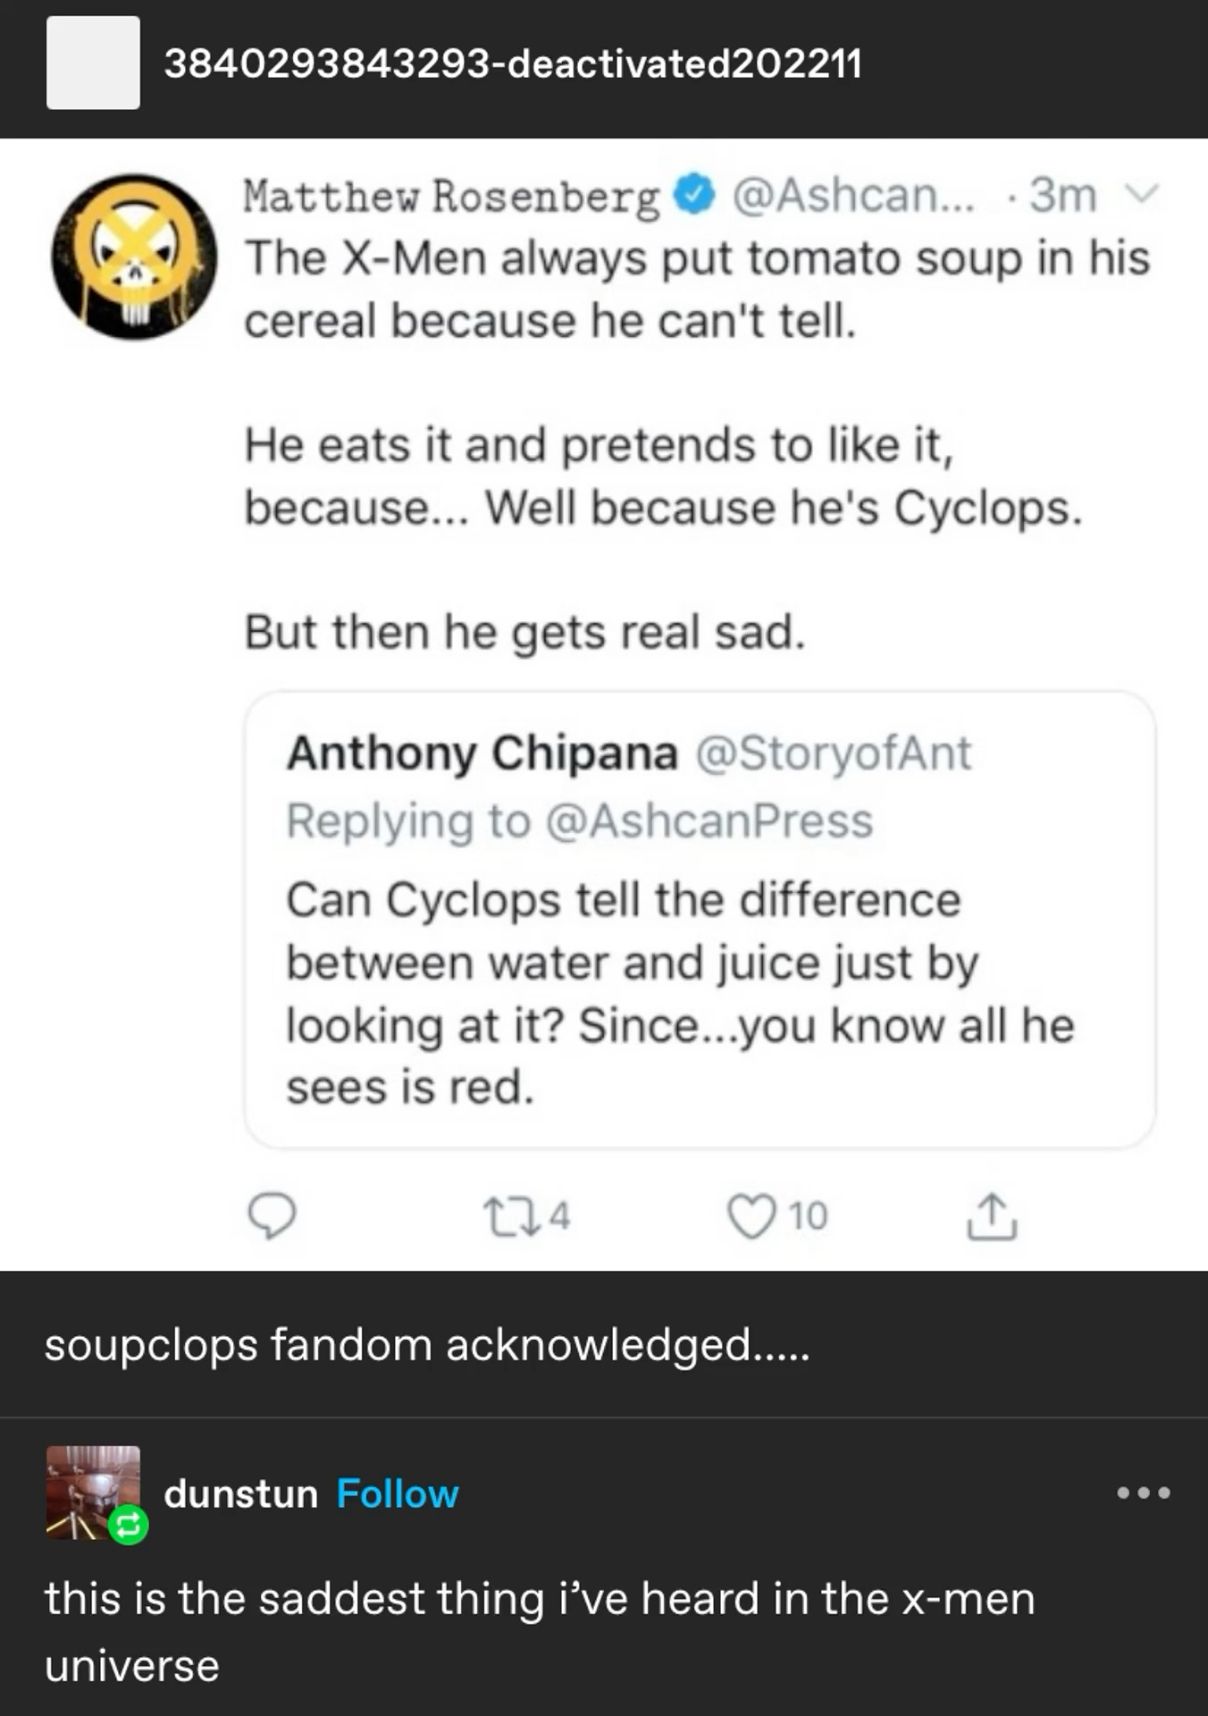 3840293843293-deactivated202211
Matthew Rosenberg @Ashcan... · 3m
The X-Men always put tomato soup in his
cereal because he can't tell.
He eats it and pretends to like it,
because... Well because he's Cyclops.
But then he gets real sad.
Anthony Chipana @StoryofAnt
Replying to @AshcanPress
Can Cyclops tell the difference
between water and juice just by
looking at it? Since...you know all he
sees is red.
4 10
soupclops fandom acknowledged.....
dunstun Follow
this is the saddest thing i’ve heard in the x-men
universe